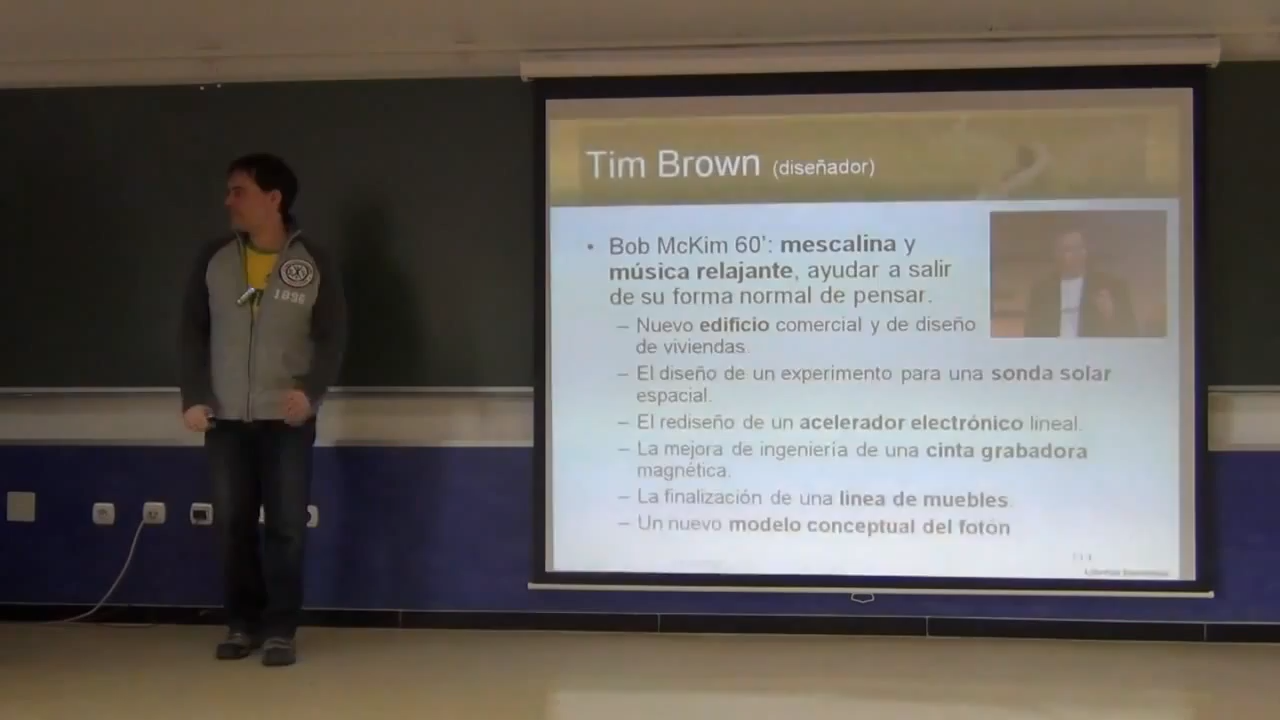 Tim Brown (diseñador)
• Bob McKim 60’: mescalina y
música relajante, ayudar a salir
de su forma normal de pensar.
– Nuevo edificio comercial y de diseño
de viviendas.
– El diseño de un experimento para una sonda solar
espacial.
– El rediseño de un acelerador electrónico lineal.
– La mejora de ingeniería de una cinta grabadora
magnética.
– La finalización de una linea de muebles.
– Un nuevo modelo conceptual del fotón
1896